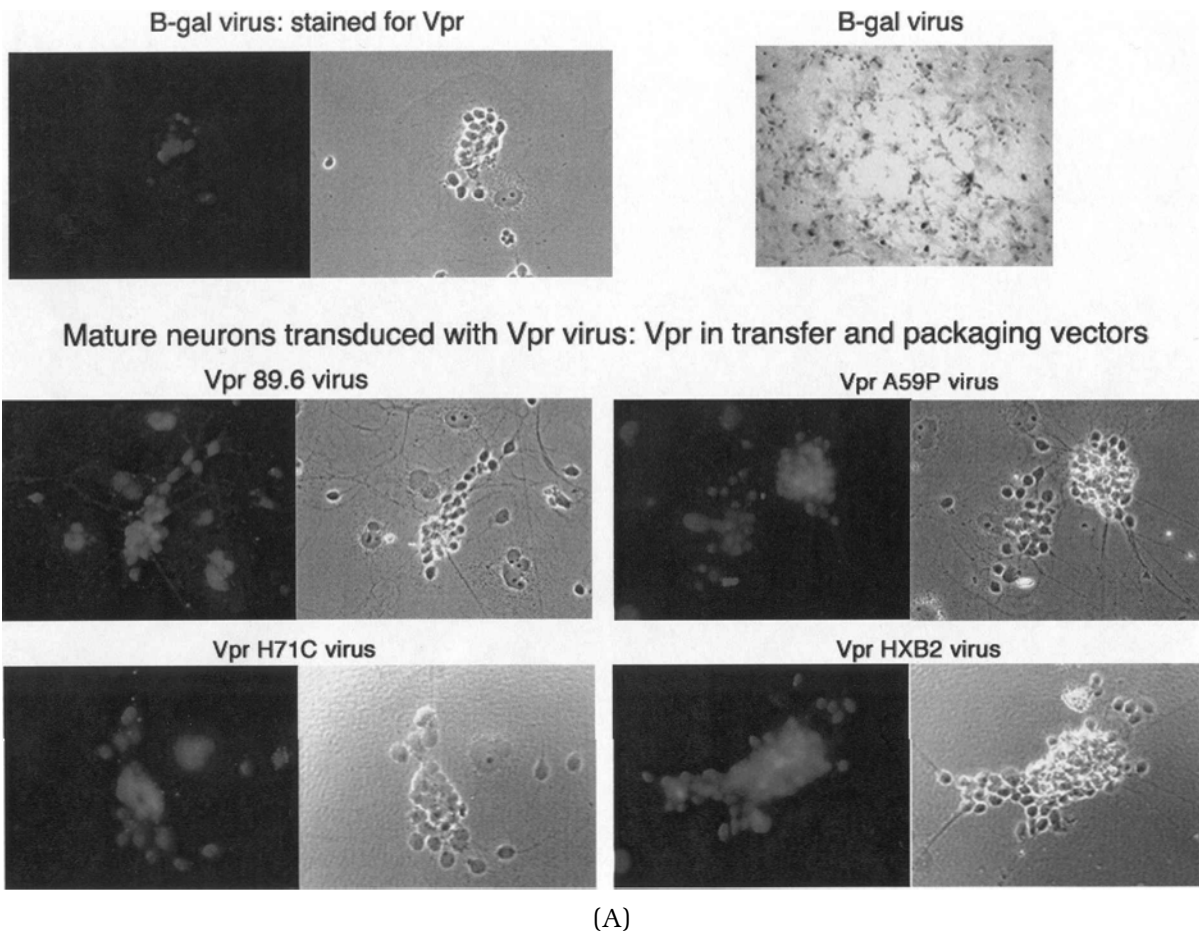 B-gal virus: stained for Vpr
B-gal virus
Mature neurons transduced with Vpr virus: Vpr in transfer and packaging vectors
Vpr 89.6 virus
Vpr A59P virus
Vpr H71C virus
Vpr HXB2 virus
(A)